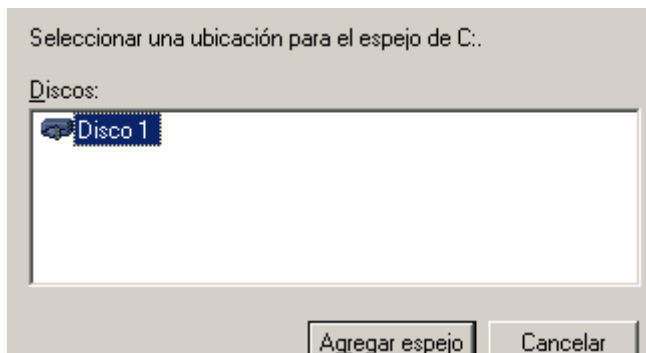 Seleccionar una ubicación para el espejo de C:.
Discos:
Disco 1
Agregar espejo
Cancelar